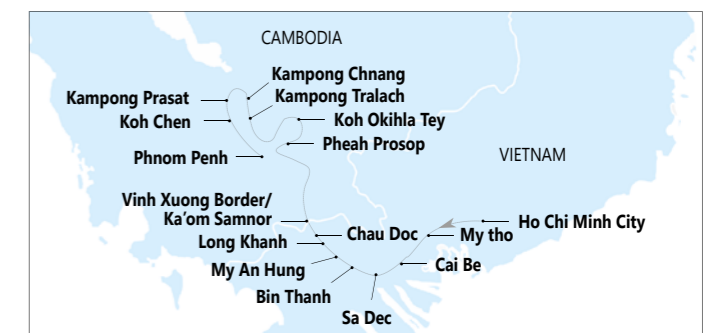 CAMBODIA
Kampong Chnang
Kampong Prasat
Kampong Tralach
Koh Chen
Koh Okihla Tey
Pheah Prosop
Phnom Penh
VIETNAM
Vinh Xuong Border/
Ka'om Samnor
Ho Chi Minh City
Chau Doc
My tho
Long Khanh
My An Hung
Cai Be
Bin Thanh
Sa Dec